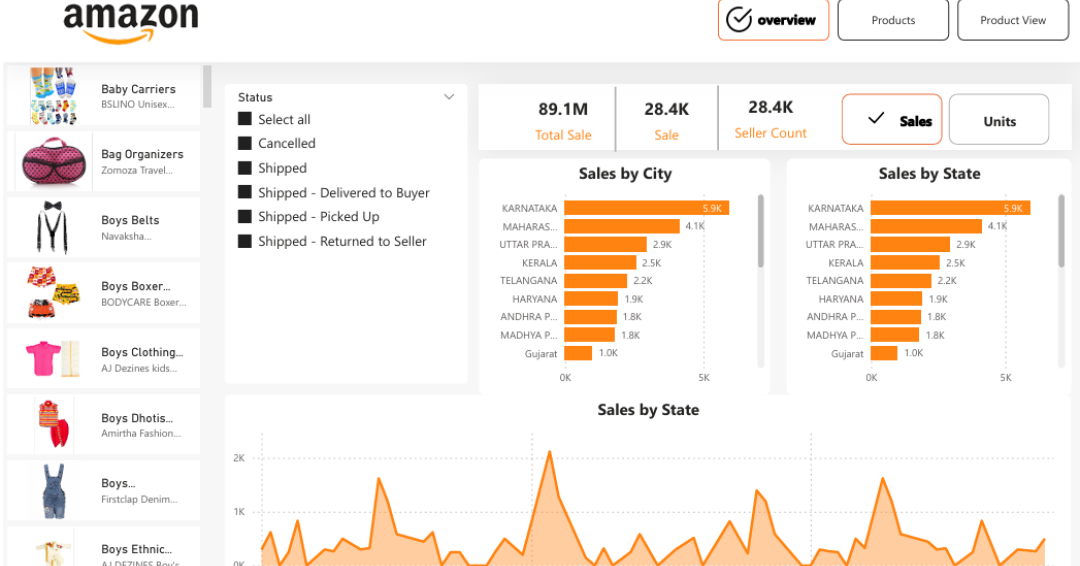 amazon
overview
Products
Product View
Baby Carriers
BSLINO Unisex...
Bag Organizers
Zomoza Travel...
Boys Belts
Navaksha...
Boys Boxer...
BODYCARE Boxer...
Boys Clothing...
AJ Dezines kids...
Boys Dhotis...
Amirtha Fashion...
Boys...
Firstclap Denim...
Boys Ethnic...
AJ DEZINES Boy's
Status
Select all
Cancelled
Shipped
Shipped - Delivered to Buyer
Shipped - Picked Up
Shipped - Returned to Seller
89.1M
Total Sale
28.4K
Sale
28.4K
Seller Count
Sales
Units
Sales by City
KARNATAKA 5.9K
MAHARAS... 4.1K
UTTAR PRA... 2.9K
KERALA 2.5K
TELANGANA 2.2K
HARYANA 1.9K
ANDHRA P... 1.8K
MADHYA P... 1.8K
Gujarat 1.0K
0K 5K
Sales by State
KARNATAKA 5.9K
MAHARAS... 4.1K
UTTAR PRA... 2.9K
KERALA 2.5K
TELANGANA 2.2K
HARYANA 1.9K
ANDHRA P... 1.8K
MADHYA P... 1.8K
Gujarat 1.0K
0K 5K
Sales by State
2K
1K
0K